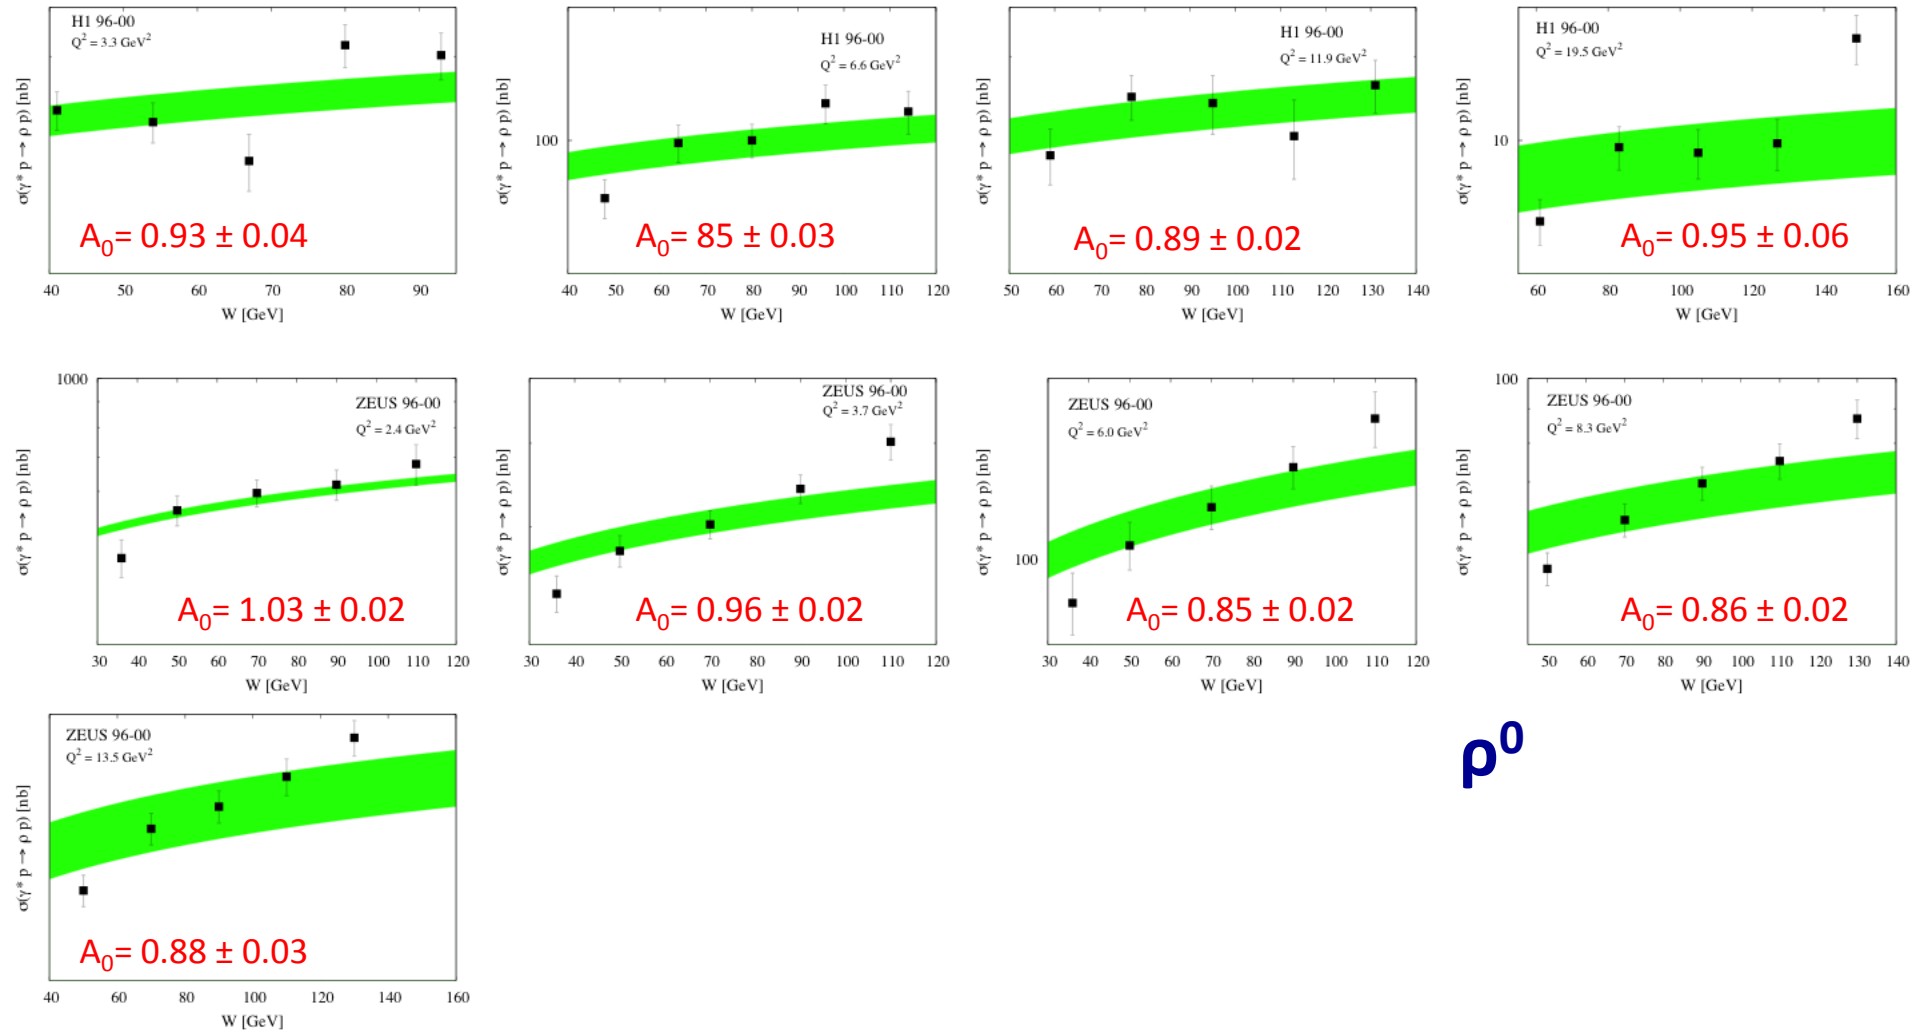 H1 96-00
Q² = 3.3 GeV²
σ(γ* p → ρ p) [nb]
A₀= 0.93 ± 0.04
40 50 60 70 80 90
W [GeV]
H1 96-00
Q² = 6.6 GeV²
σ(γ* p → ρ p) [nb]
100
A₀= 85 ± 0.03
40 50 60 70 80 90 100 110 120
W [GeV]
H1 96-00
Q² = 11.9 GeV²
σ(γ* p → ρ p) [nb]
A₀= 0.89 ± 0.02
50 60 70 80 90 100 110 120 130 140
W [GeV]
H1 96-00
Q² = 19.5 GeV²
σ(γ* p → ρ p) [nb]
10
A₀= 0.95 ± 0.06
60 80 100 120 140 160
W [GeV]
1000
ZEUS 96-00
Q² = 2.4 GeV²
σ(γ* p → ρ p) [nb]
A₀= 1.03 ± 0.02
30 40 50 60 70 80 90 100 110 120
W [GeV]
ZEUS 96-00
Q² = 3.7 GeV²
σ(γ* p → ρ p) [nb]
A₀= 0.96 ± 0.02
30 40 50 60 70 80 90 100 110 120
W [GeV]
ZEUS 96-00
Q² = 6.0 GeV²
σ(γ* p → ρ p) [nb]
100
A₀= 0.85 ± 0.02
30 40 50 60 70 80 90 100 110 120
W [GeV]
100
ZEUS 96-00
Q² = 8.3 GeV²
σ(γ* p → ρ p) [nb]
A₀= 0.86 ± 0.02
50 60 70 80 90 100 110 120 130 140
W [GeV]
ZEUS 96-00
Q² = 13.5 GeV²
σ(γ* p → ρ p) [nb]
A₀= 0.88 ± 0.03
40 60 80 100 120 140 160
W [GeV]
ρ⁰